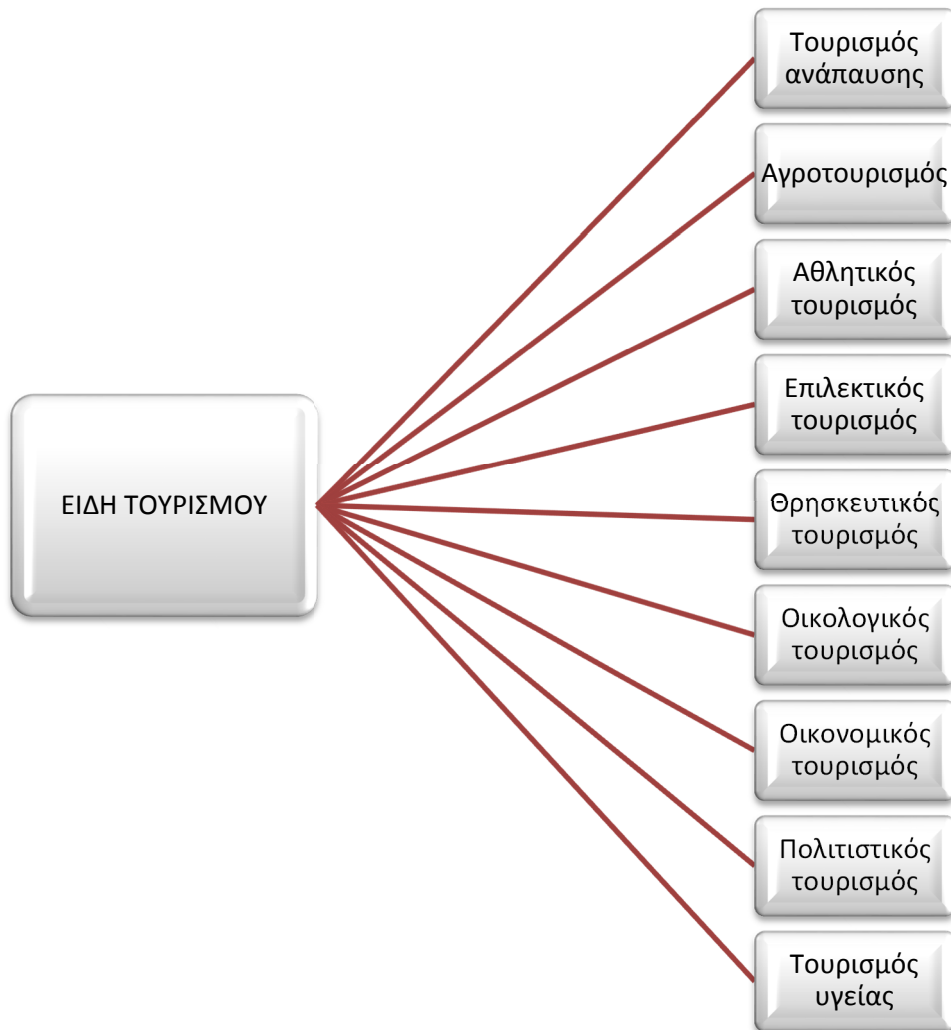 Τουρισμός
ανάπαυσης
Αγροτουρισμός
Αθλητικός
τουρισμός
Επιλεκτικός
τουρισμός
ΕΙΔΗ ΤΟΥΡΙΣΜΟΥ
Θρησκευτικός
τουρισμός
Οικολογικός
τουρισμός
Οικονομικός
τουρισμός
Πολιτιστικός
τουρισμός
Τουρισμός
υγείας